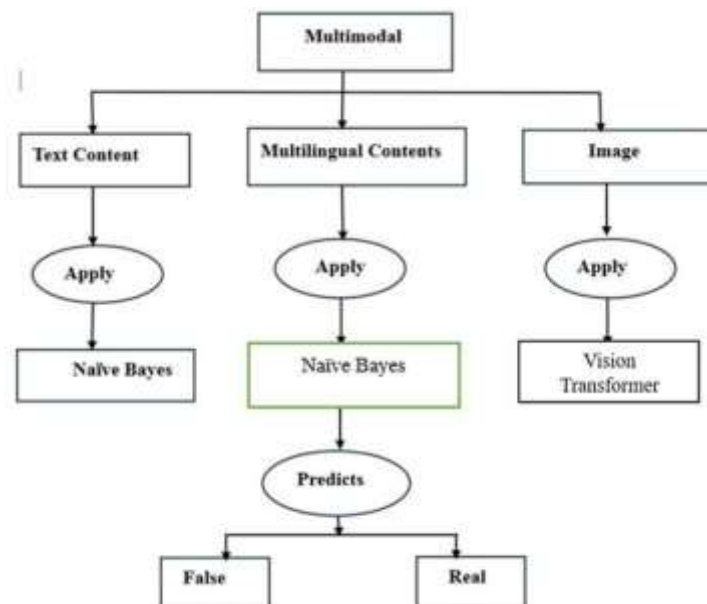 Multimodal
Text Content
Multilingual Contents
Image
Apply
Apply
Apply
Naïve Bayes
Naïve Bayes
Vision
Transformer
Predicts
False
Real